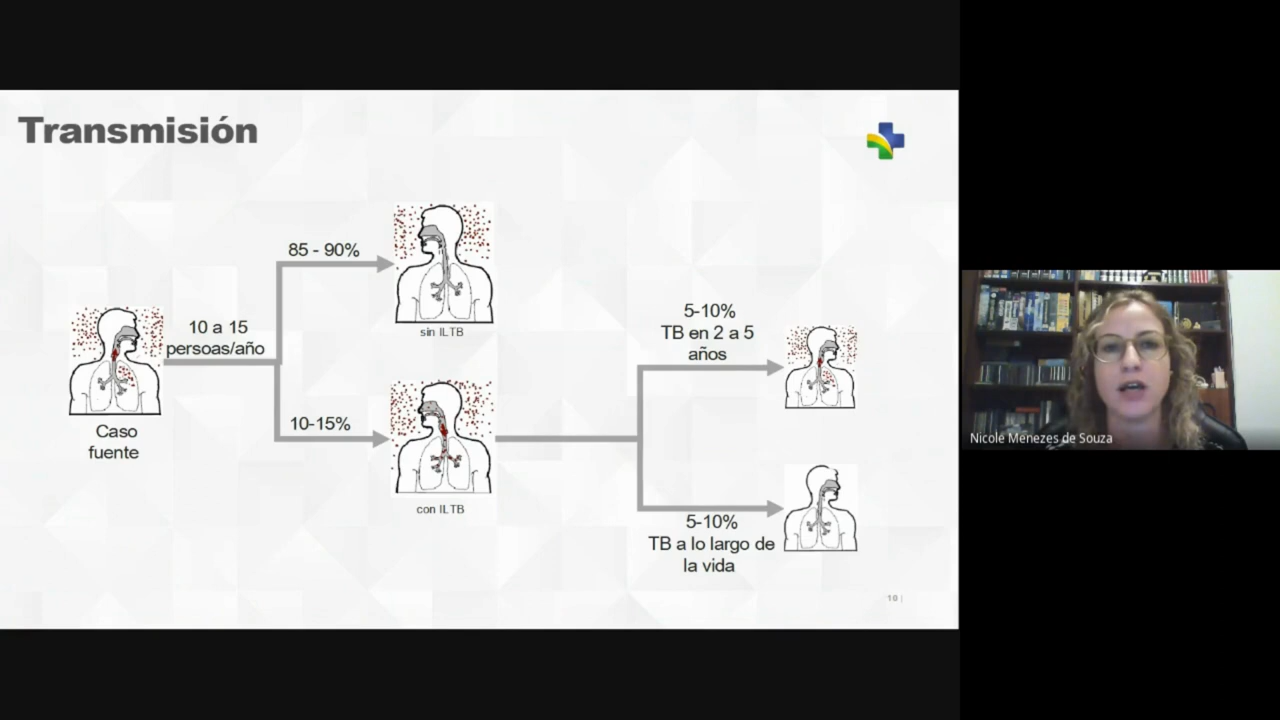 Transmisión
85 - 90%
sin ILTB
10 a 15
persoas/año
Caso
fuente
10-15%
con ILTB
5-10%
TB en 2 a 5
años
5-10%
TB a lo largo de
la vida
10 |
Nicole Menezes de Souza